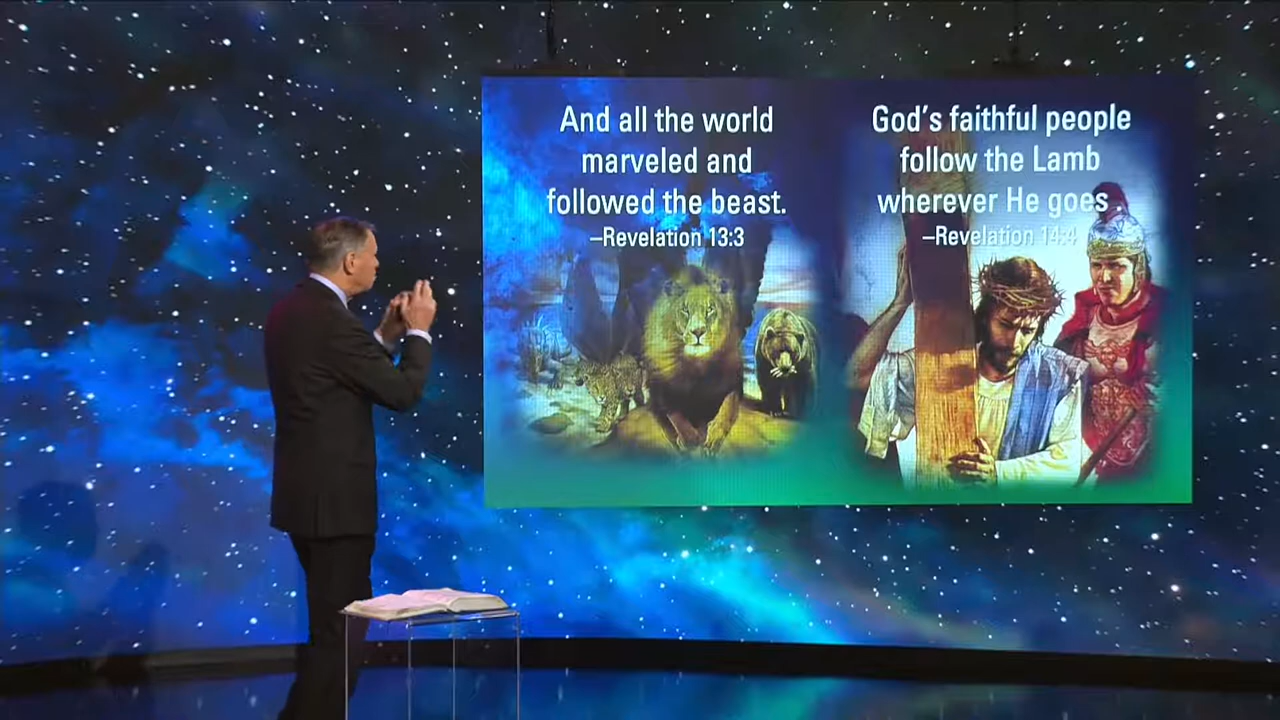 And all the world
marveled and
followed the beast.
–Revelation 13:3
God's faithful people
follow the Lamb
wherever He goes .
–Revelation 14:4